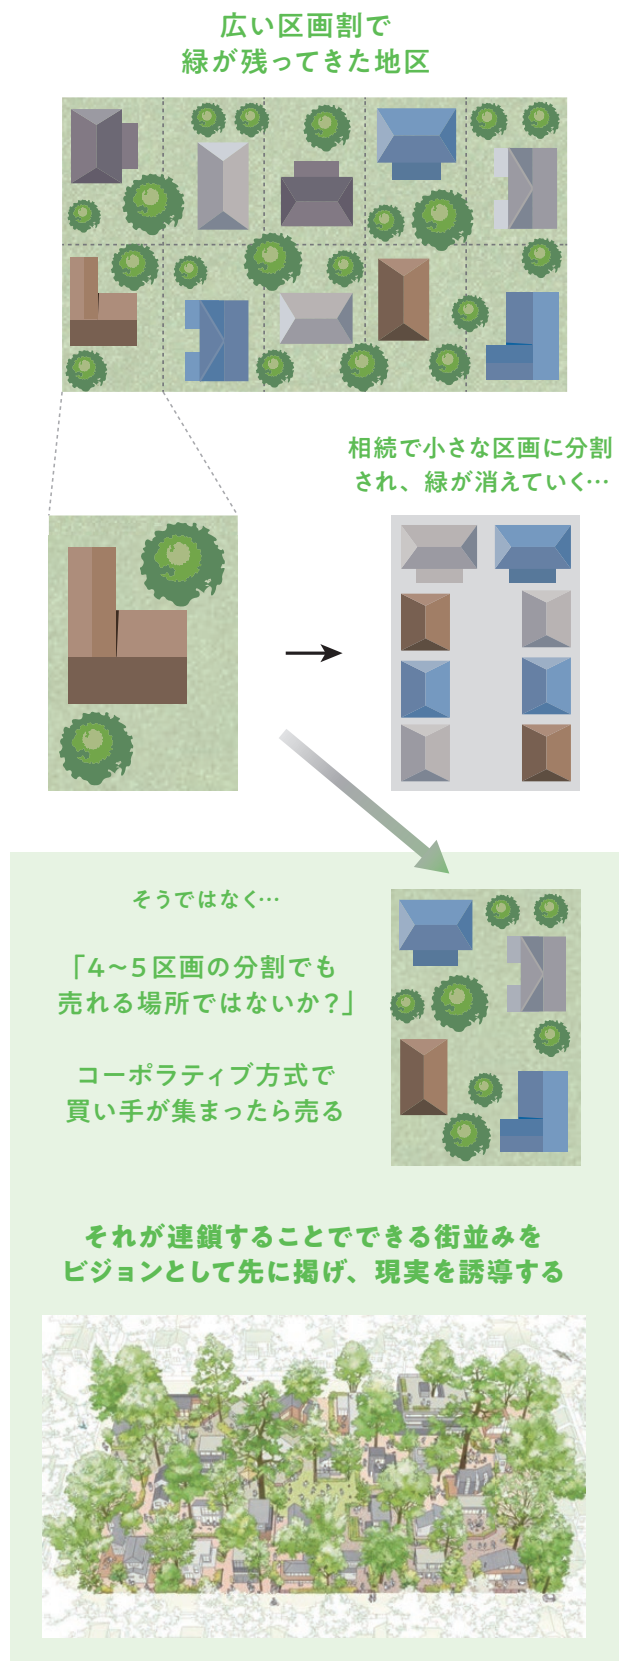 広い区画割で
緑が残ってきた地区
相続で小さな区画に分割
され、緑が消えていく…
そうではなく…
「4〜5区画の分割でも
売れる場所ではないか？」
コーポラティブ方式で
買い手が集まったら売る
それが連鎖することでできる街並みを
ビジョンとして先に掲げ、現実を誘導する